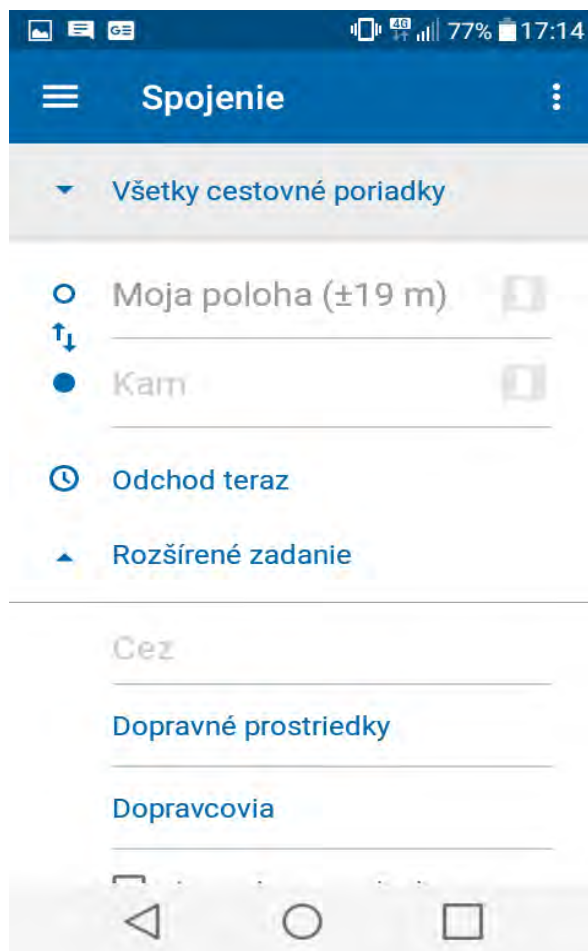 4G 77% 17:14
Spojenie
Všetky cestovné poriadky
Moja poloha (±19 m)
Kam
Odchod teraz
Rozšírené zadanie
Cez
Dopravné prostriedky
Dopravcovia